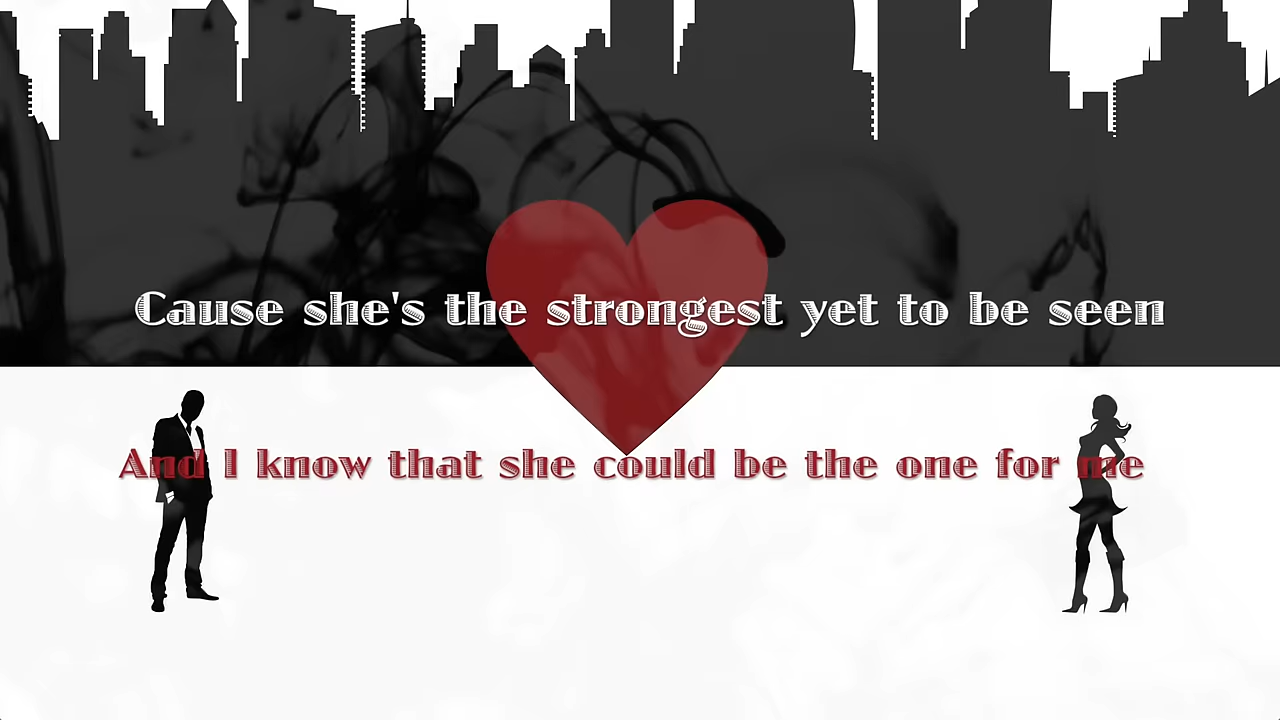 Cause she's the strongest yet to be seen
And I know that she could be the one for me